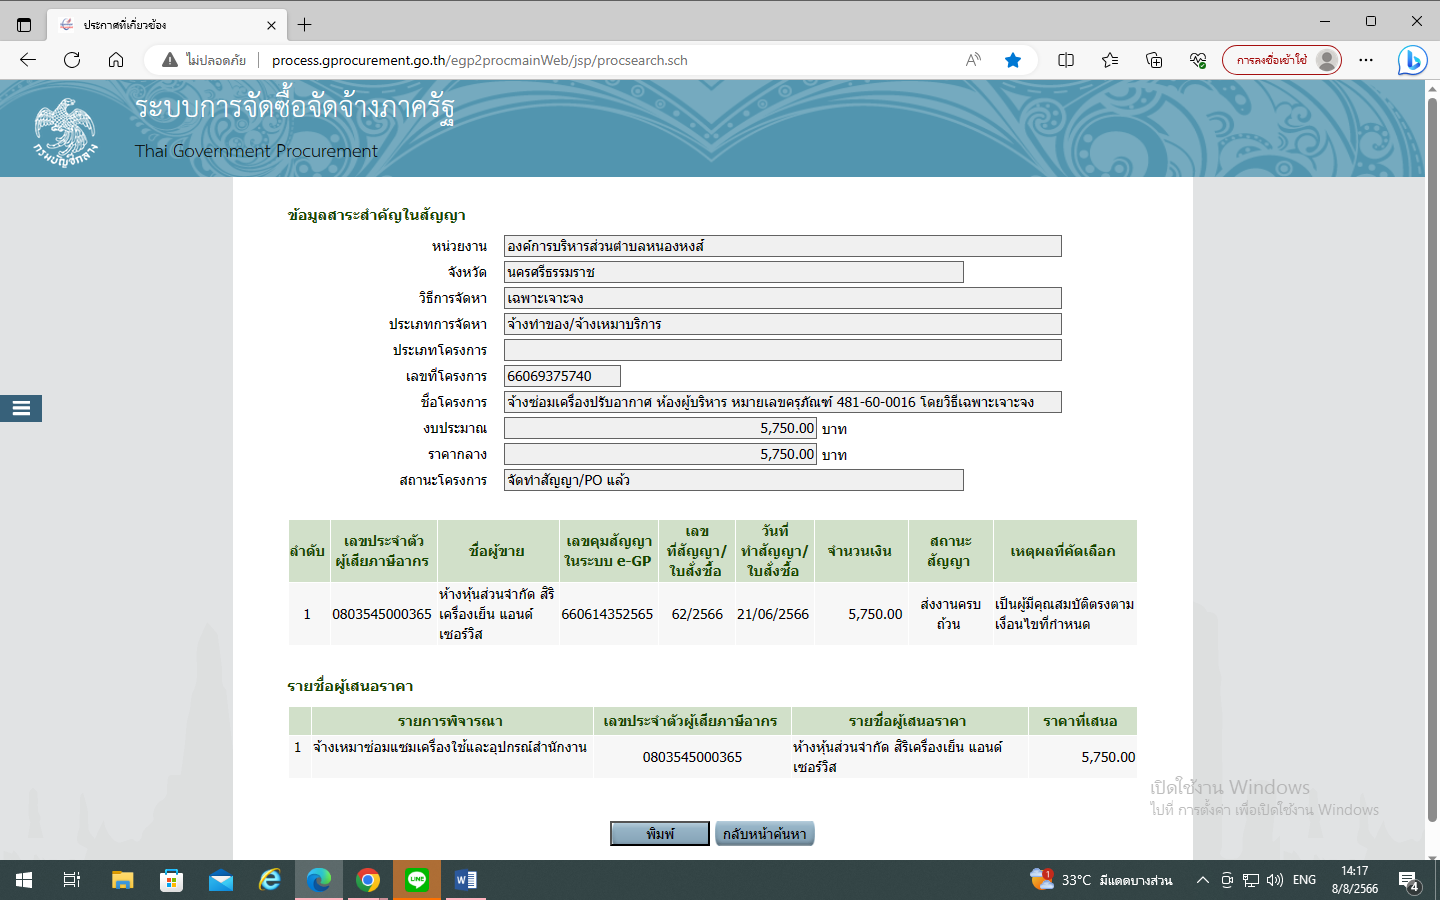 ประกาศที่เกี่ยวข้อง
ไม่ปลอดภัย
process.gprocurement.go.th/egp2procmainWeb/jsp/procsearch.sch
การลงชื่อเข้าใช้
ระบบการจัดซื้อจัดจ้างภาครัฐ
Thai Government Procurement
กรมบัญชีกลาง
ข้อมูลสาระสำคัญในสัญญา
หน่วยงาน องค์การบริหารส่วนตำบลหนองหงส์
จังหวัด นครศรีธรรมราช
วิธีการจัดหา เฉพาะเจาะจง
ประเภทการจัดหา จ้างทำของ/จ้างเหมาบริการ
ประเภทโครงการ
เลขที่โครงการ 66069375740
ชื่อโครงการ จ้างซ่อมเครื่องปรับอากาศ ห้องผู้บริหาร หมายเลขครุภัณฑ์ 481-60-0016 โดยวิธีเฉพาะเจาะจง
งบประมาณ 5,750.00 บาท
ราคากลาง 5,750.00 บาท
สถานะโครงการ จัดทำสัญญา/PO แล้ว
ลำดับ เลขประจำตัวผู้เสียภาษีอากร ชื่อผู้ขาย เลขคุมสัญญาในระบบ e-GP เลขที่สัญญา/ใบสั่งซื้อ วันที่ทำสัญญา/ใบสั่งซื้อ จำนวนเงิน สถานะสัญญา เหตุผลที่คัดเลือก
1 0803545000365 ห้างหุ้นส่วนจำกัด สิริเครื่องเย็น แอนด์ เซอร์วิส 660614352565 62/2566 21/06/2566 5,750.00 ส่งงานครบถ้วน เป็นผู้มีคุณสมบัติตรงตามเงื่อนไขที่กำหนด
รายชื่อผู้เสนอราคา
รายการพิจารณา เลขประจำตัวผู้เสียภาษีอากร รายชื่อผู้เสนอราคา ราคาที่เสนอ
1 จ้างเหมาซ่อมแซมเครื่องใช้และอุปกรณ์สำนักงาน 0803545000365 ห้างหุ้นส่วนจำกัด สิริเครื่องเย็น แอนด์ เซอร์วิส 5,750.00
เปิดใช้งาน Windows
ไปที่ การตั้งค่า เพื่อเปิดใช้งาน Windows
พิมพ์ กลับหน้าค้นหา
LINE
1
33°C มีแดดบางส่วน
ENG
14:17
8/8/2566
4